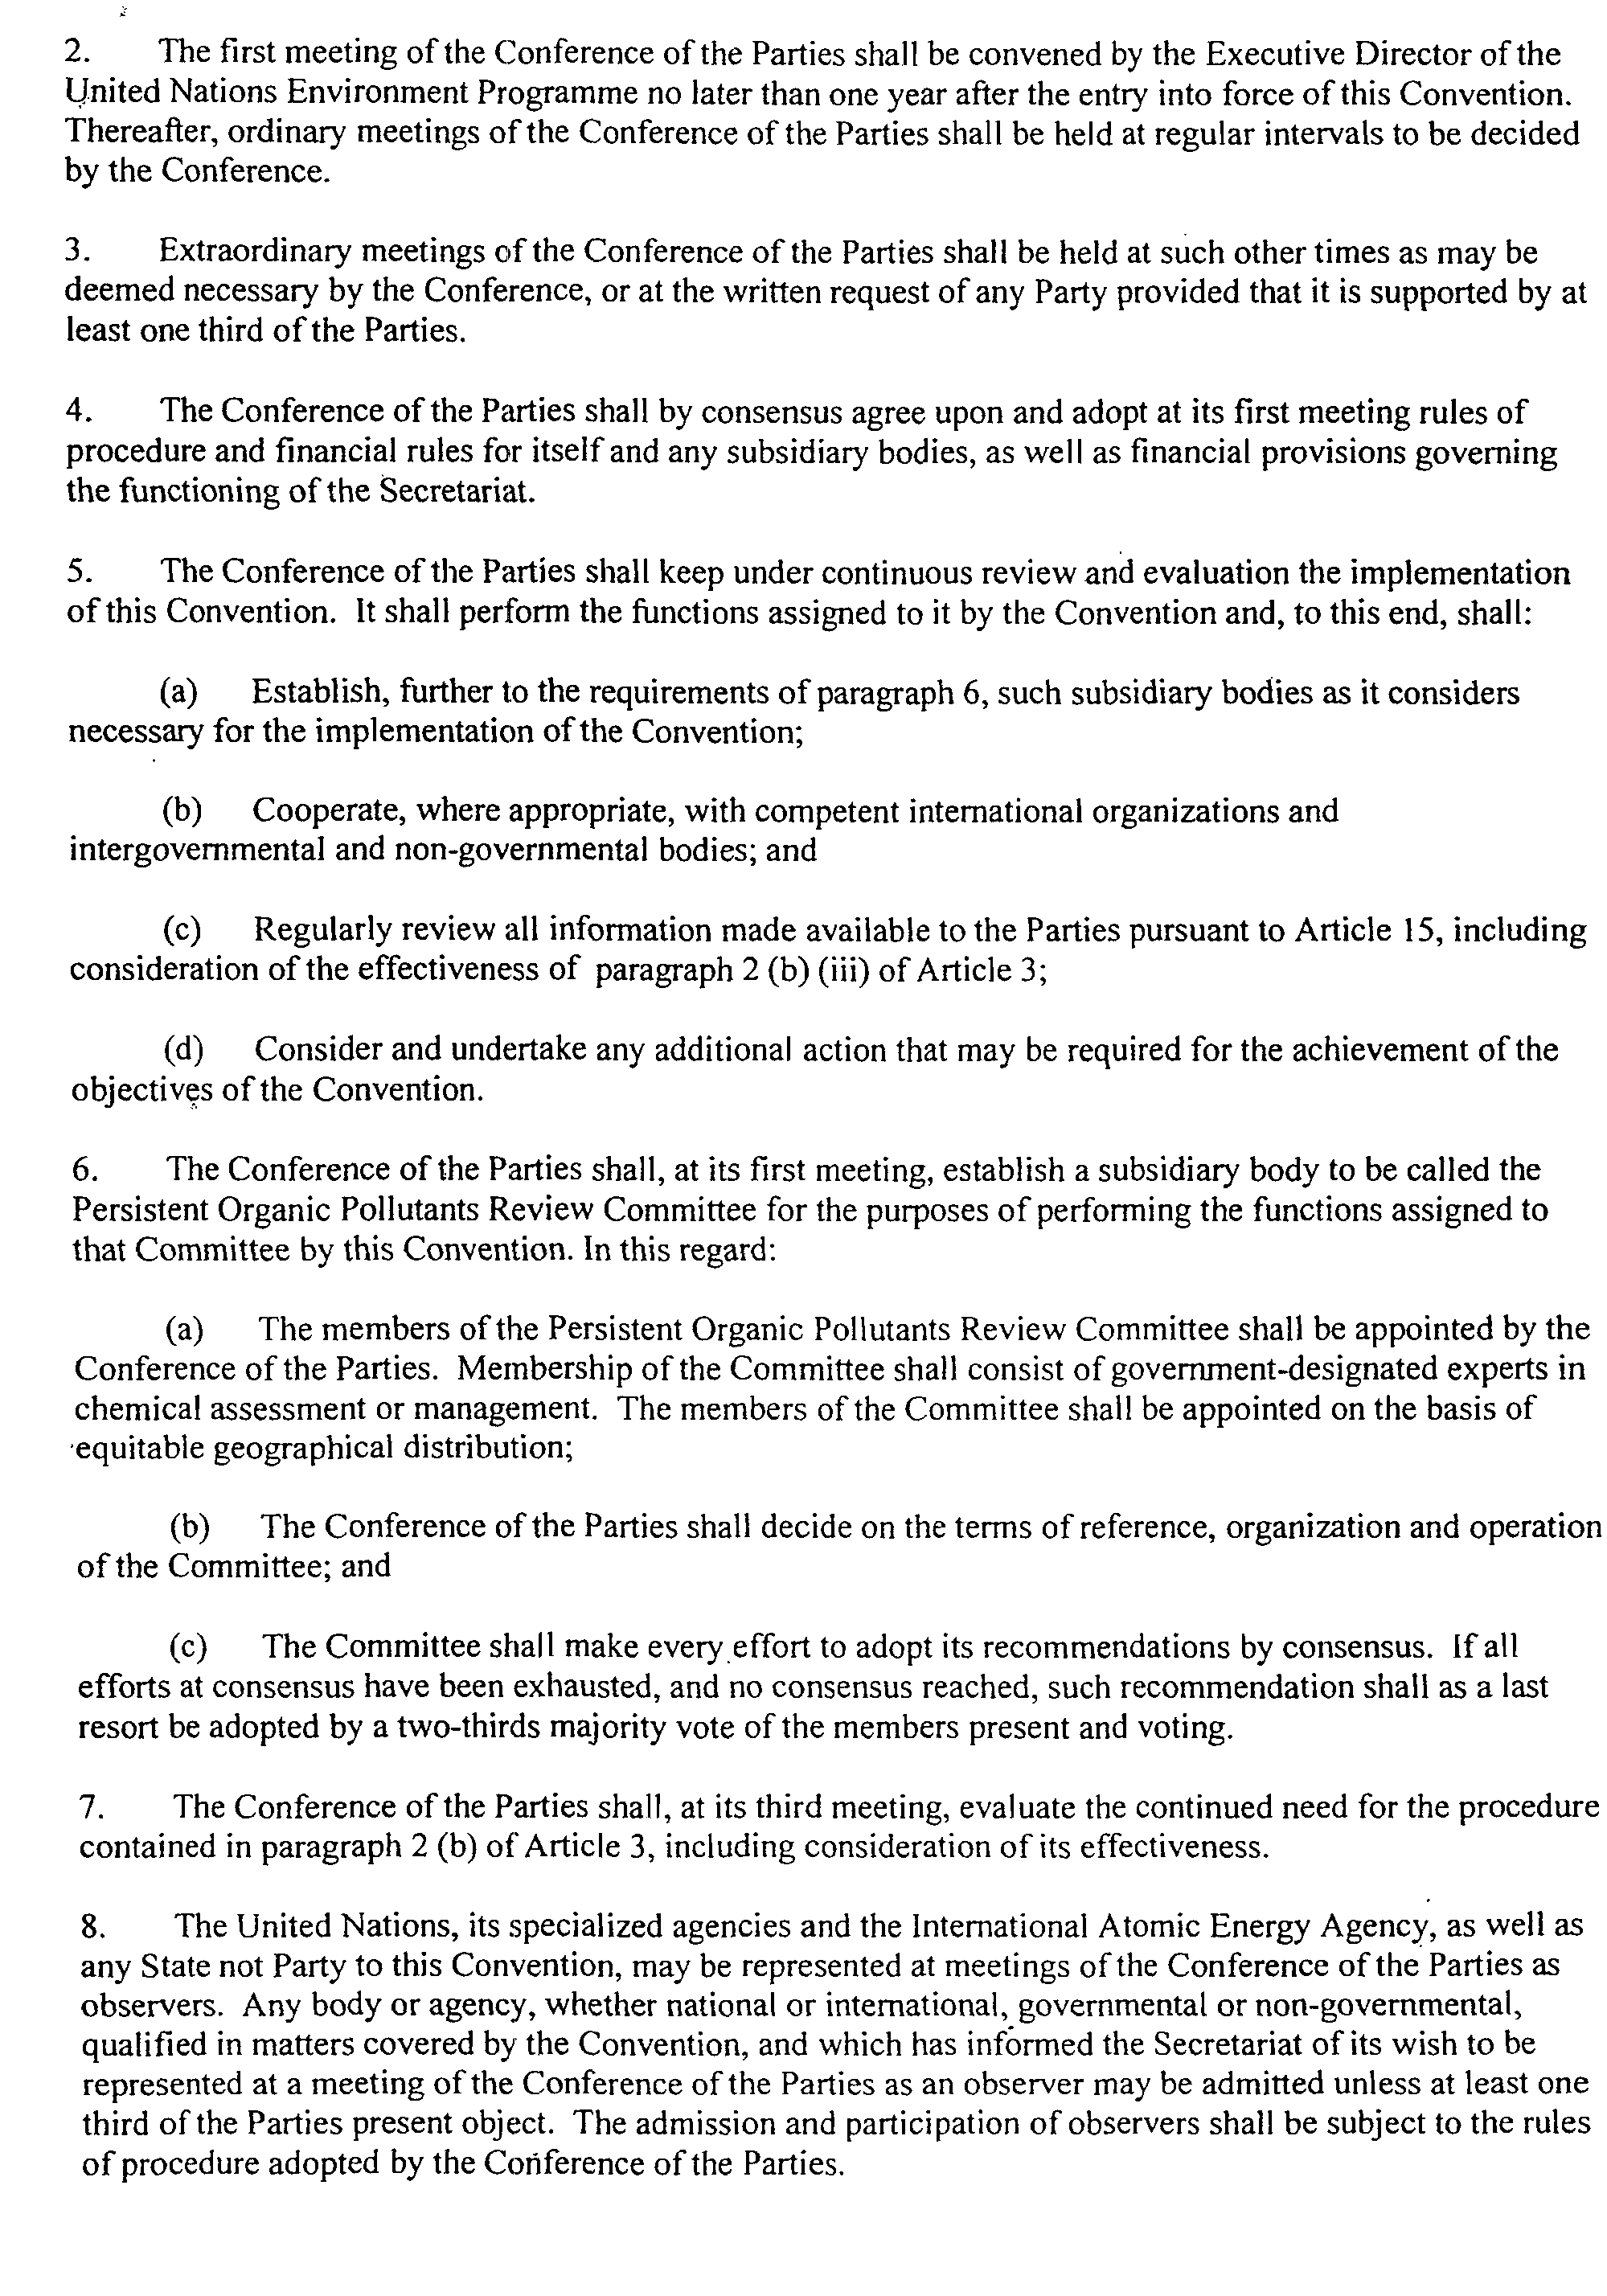 2. The first meeting of the Conference of the Parties shall be convened by the Executive Director of the
United Nations Environment Programme no later than one year after the entry into force of this Convention.
Thereafter, ordinary meetings of the Conference of the Parties shall be held at regular intervals to be decided
by the Conference.
3. Extraordinary meetings of the Conference of the Parties shall be held at such other times as may be
deemed necessary by the Conference, or at the written request of any Party provided that it is supported by at
least one third of the Parties.
4. The Conference of the Parties shall by consensus agree upon and adopt at its first meeting rules of
procedure and financial rules for itself and any subsidiary bodies, as well as financial provisions governing
the functioning of the Secretariat.
5. The Conference of the Parties shall keep under continuous review and evaluation the implementation
of this Convention. It shall perform the functions assigned to it by the Convention and, to this end, shall:
(a) Establish, further to the requirements of paragraph 6, such subsidiary bodies as it considers
necessary for the implementation of the Convention;
(b) Cooperate, where appropriate, with competent international organizations and
intergovernmental and non-governmental bodies; and
(c) Regularly review all information made available to the Parties pursuant to Article 15, including
consideration of the effectiveness of paragraph 2 (b) (iii) of Article 3;
(d) Consider and undertake any additional action that may be required for the achievement of the
objectives of the Convention.
6. The Conference of the Parties shall, at its first meeting, establish a subsidiary body to be called the
Persistent Organic Pollutants Review Committee for the purposes of performing the functions assigned to
that Committee by this Convention. In this regard:
(a) The members of the Persistent Organic Pollutants Review Committee shall be appointed by the
Conference of the Parties. Membership of the Committee shall consist of government-designated experts in
chemical assessment or management. The members of the Committee shall be appointed on the basis of
equitable geographical distribution;
(b) The Conference of the Parties shall decide on the terms of reference, organization and operation
of the Committee; and
(c) The Committee shall make every effort to adopt its recommendations by consensus. If all
efforts at consensus have been exhausted, and no consensus reached, such recommendation shall as a last
resort be adopted by a two-thirds majority vote of the members present and voting.
7. The Conference of the Parties shall, at its third meeting, evaluate the continued need for the procedure
contained in paragraph 2 (b) of Article 3, including consideration of its effectiveness.
8. The United Nations, its specialized agencies and the International Atomic Energy Agency, as well as
any State not Party to this Convention, may be represented at meetings of the Conference of the Parties as
observers. Any body or agency, whether national or international, governmental or non-governmental,
qualified in matters covered by the Convention, and which has informed the Secretariat of its wish to be
represented at a meeting of the Conference of the Parties as an observer may be admitted unless at least one
third of the Parties present object. The admission and participation of observers shall be subject to the rules
of procedure adopted by the Conference of the Parties.